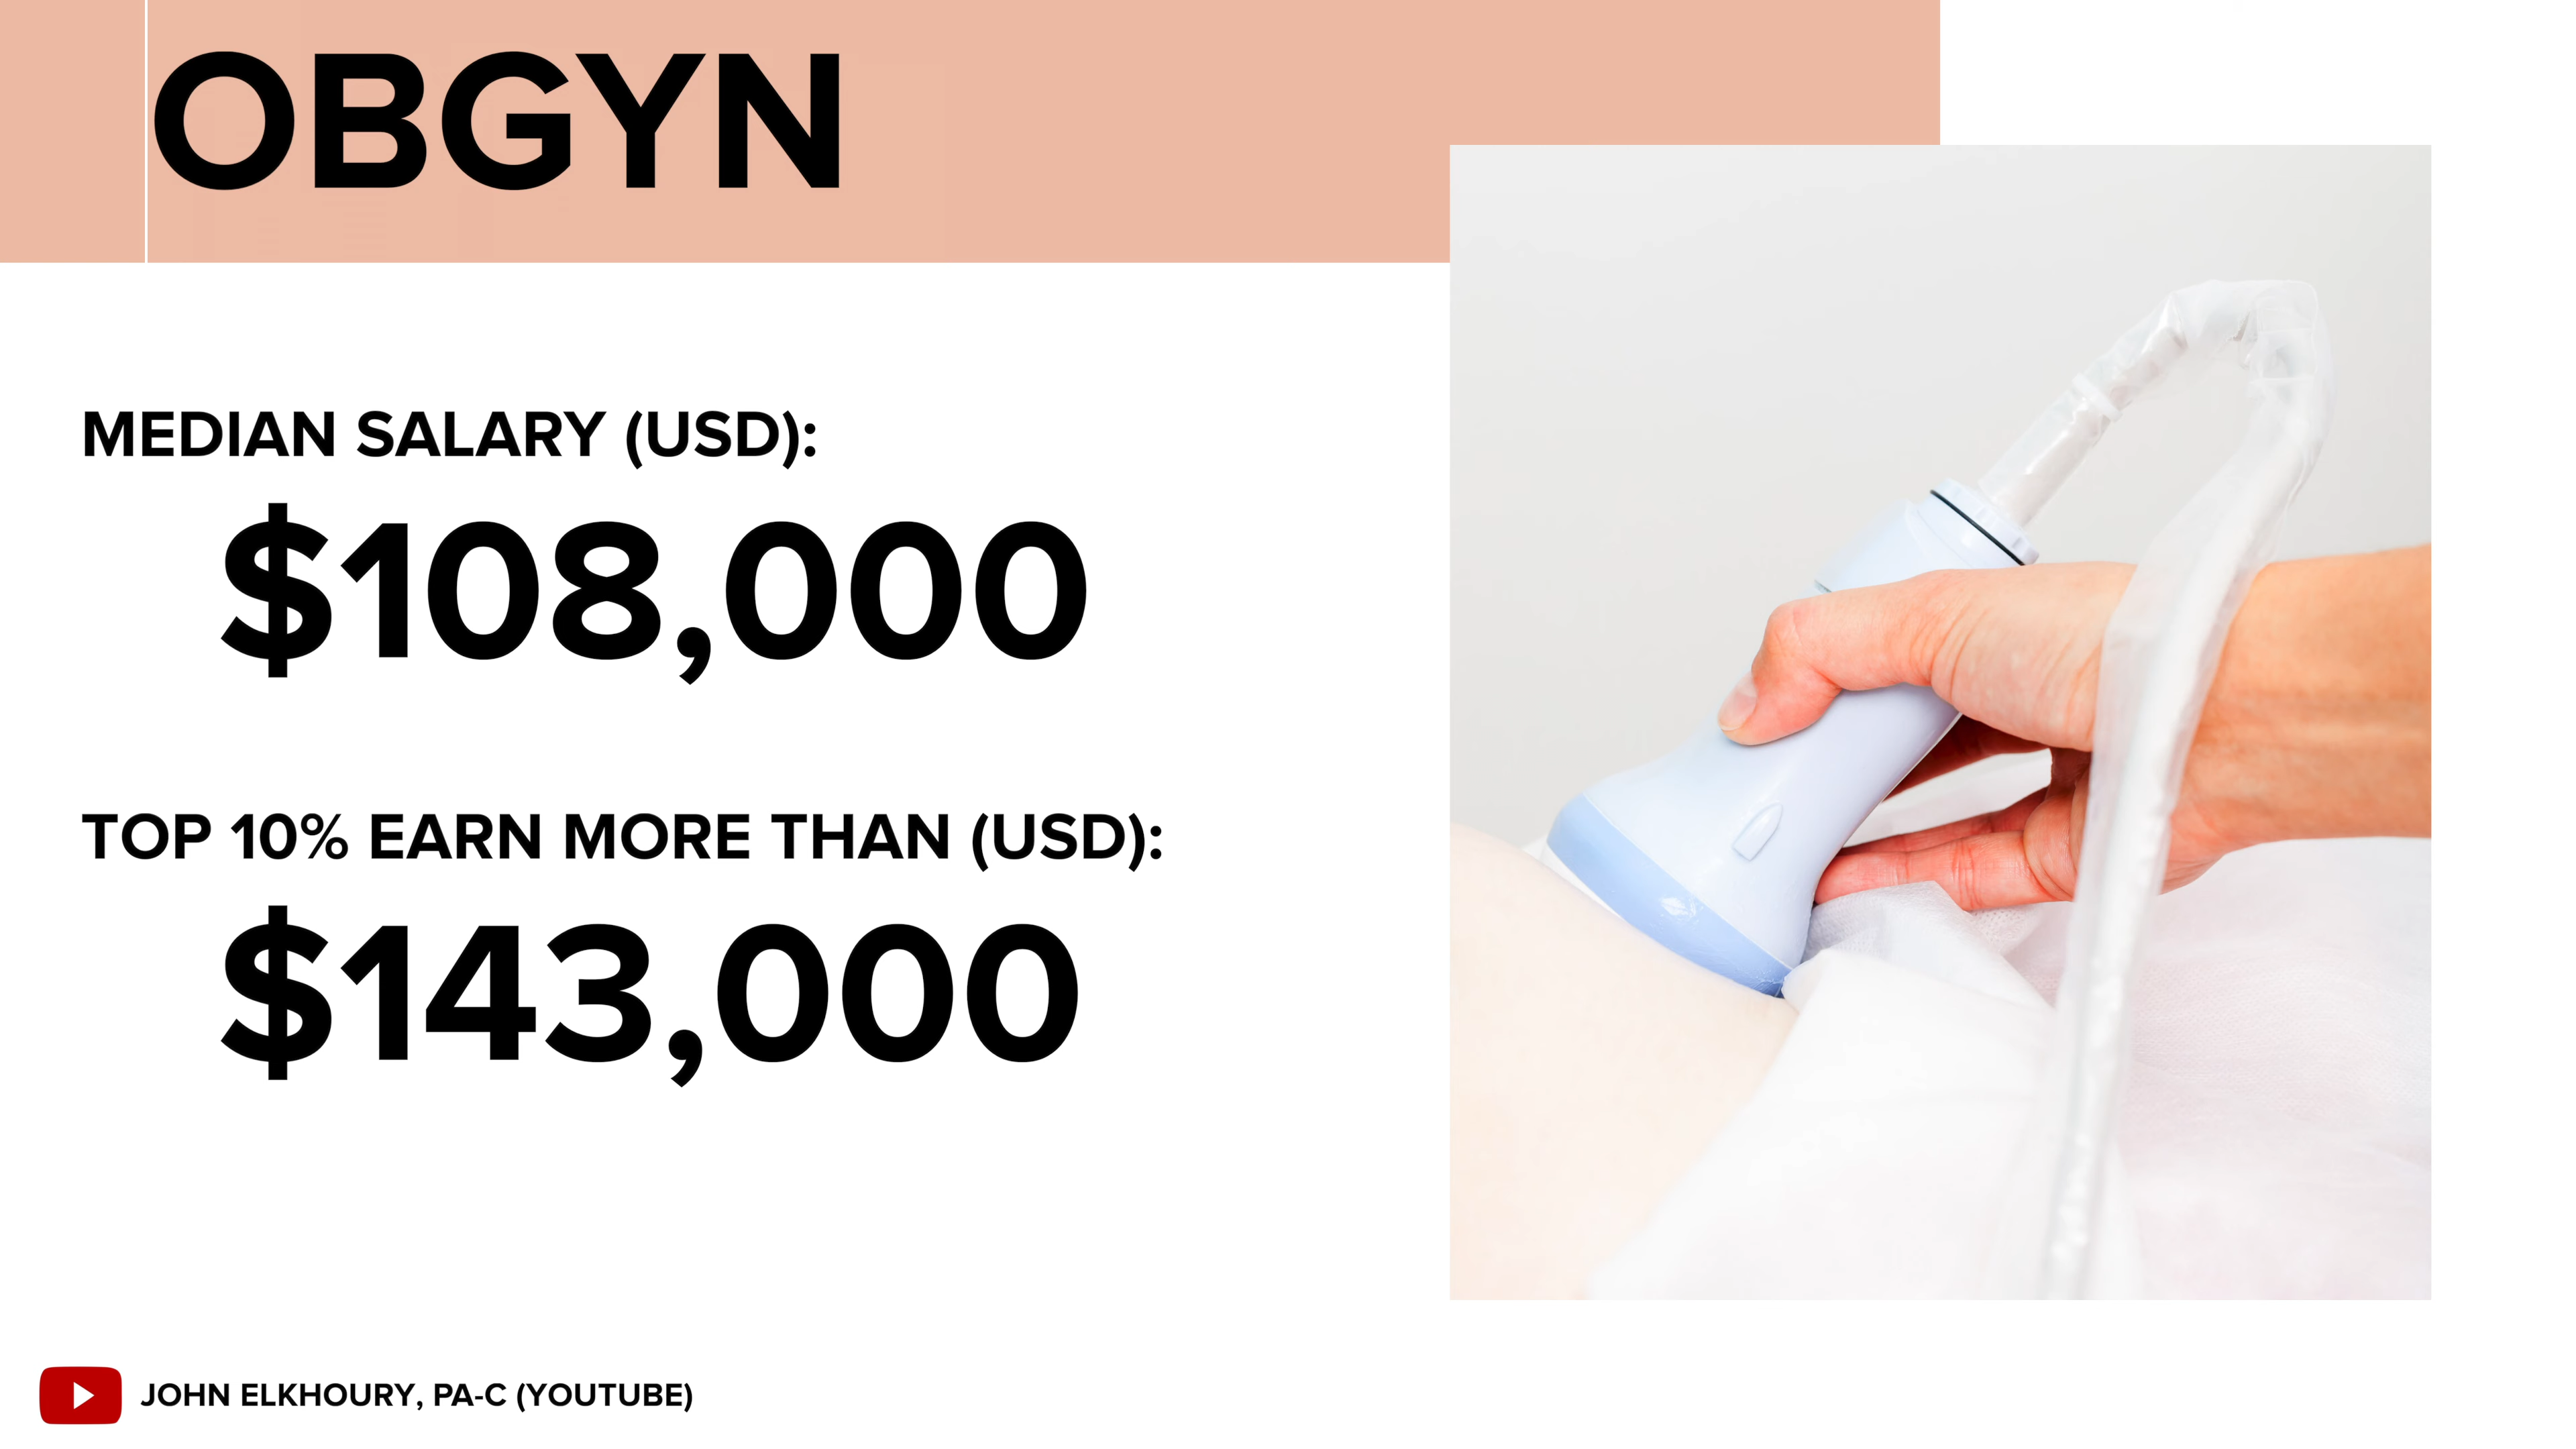 OBGYN
MEDIAN SALARY (USD):
$108,000
TOP 10% EARN MORE THAN (USD):
$143,000
JOHN ELKHOURY, PA-C (YOUTUBE)